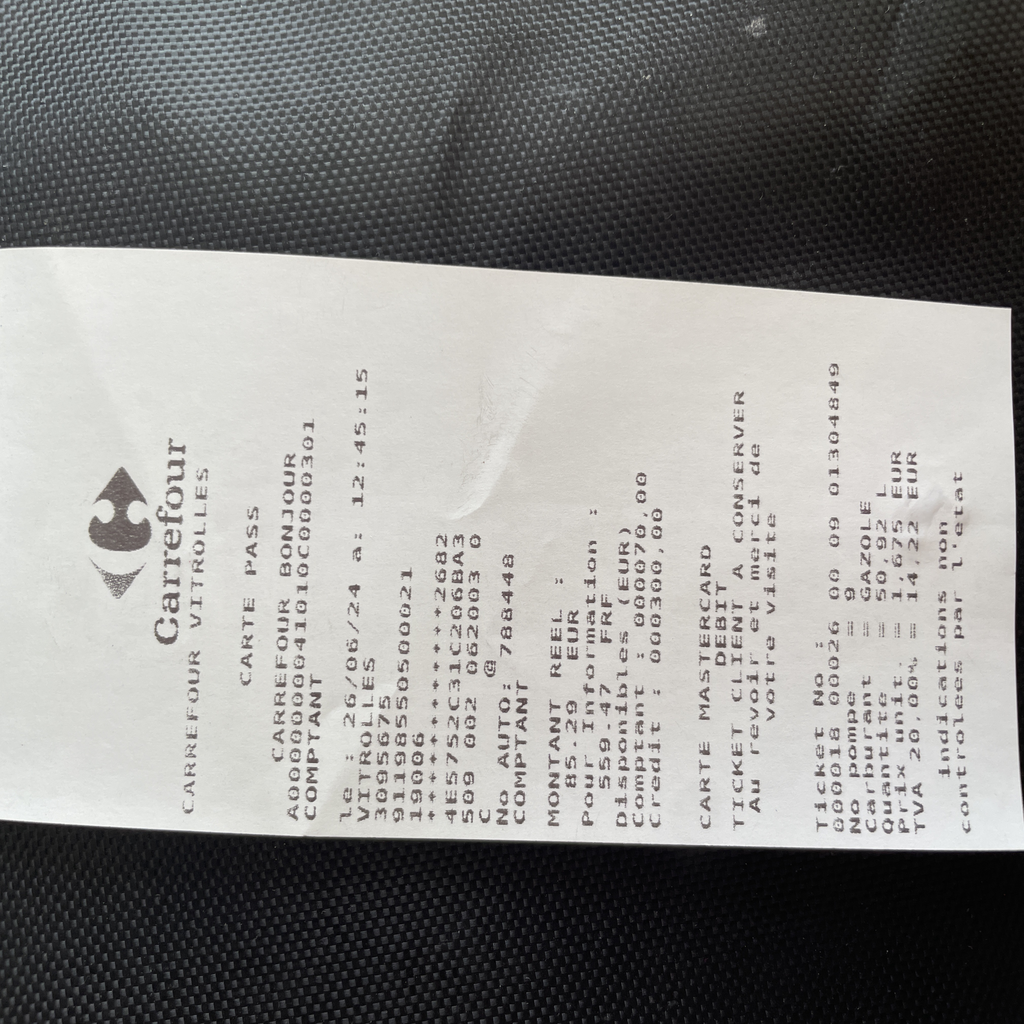 Carrefour
CARREFOUR VITROLLES
CARTE PASS
CARREFOUR BONJOUR
A0000000041010C0000301
COMPTANT
le : 26/06/24 a: 12:45:15
VITROLLES
3095675
91198550500021
19006
************2682
4E5752C31C206BA3
509 002 062003 0
C @
No AUTO: 788448
COMPTANT
MONTANT REEL :
85.29 EUR
Pour Information :
559.47 FRF
Disponibles (EUR)
Comptant : 000070,00
Credit : 000300,00
CARTE MASTERCARD
DEBIT
TICKET CLIENT A CONSERVER
Au revoir et merci de
votre visite
Ticket No :
000018 00026 00 09 01304849
No pompe = 9
Carburant = GAZOLE
Quantite = 50,92 L
Prix unit. = 1,675 EUR
TVA 20,00% = 14,22 EUR
indications non
controlees par l'etat